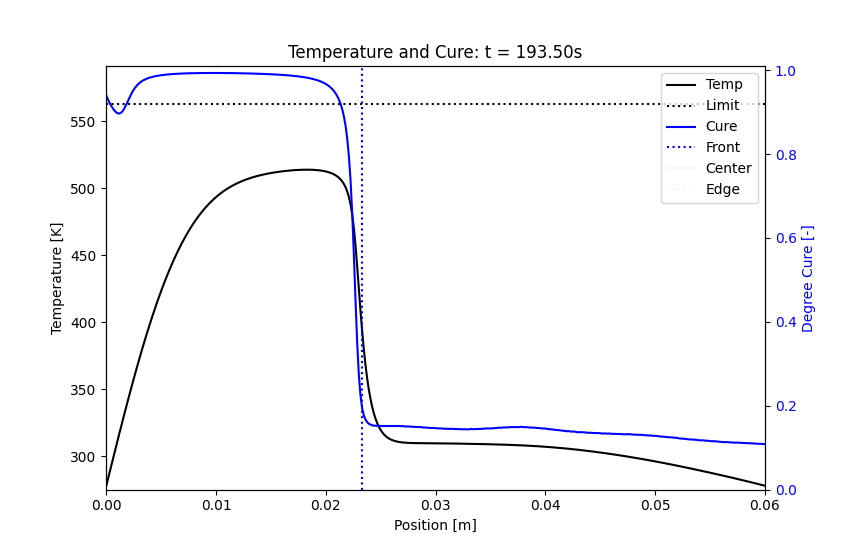 Temperature and Cure: t = 193.50s
Temp
Limit
Cure
Front
Center
Edge
550
500
450
400
350
300
Temperature [K]
1.0
0.8
0.6
0.4
0.2
0.0
Degree Cure [-]
0.00 0.01 0.02 0.03 0.04 0.05 0.06
Position [m]